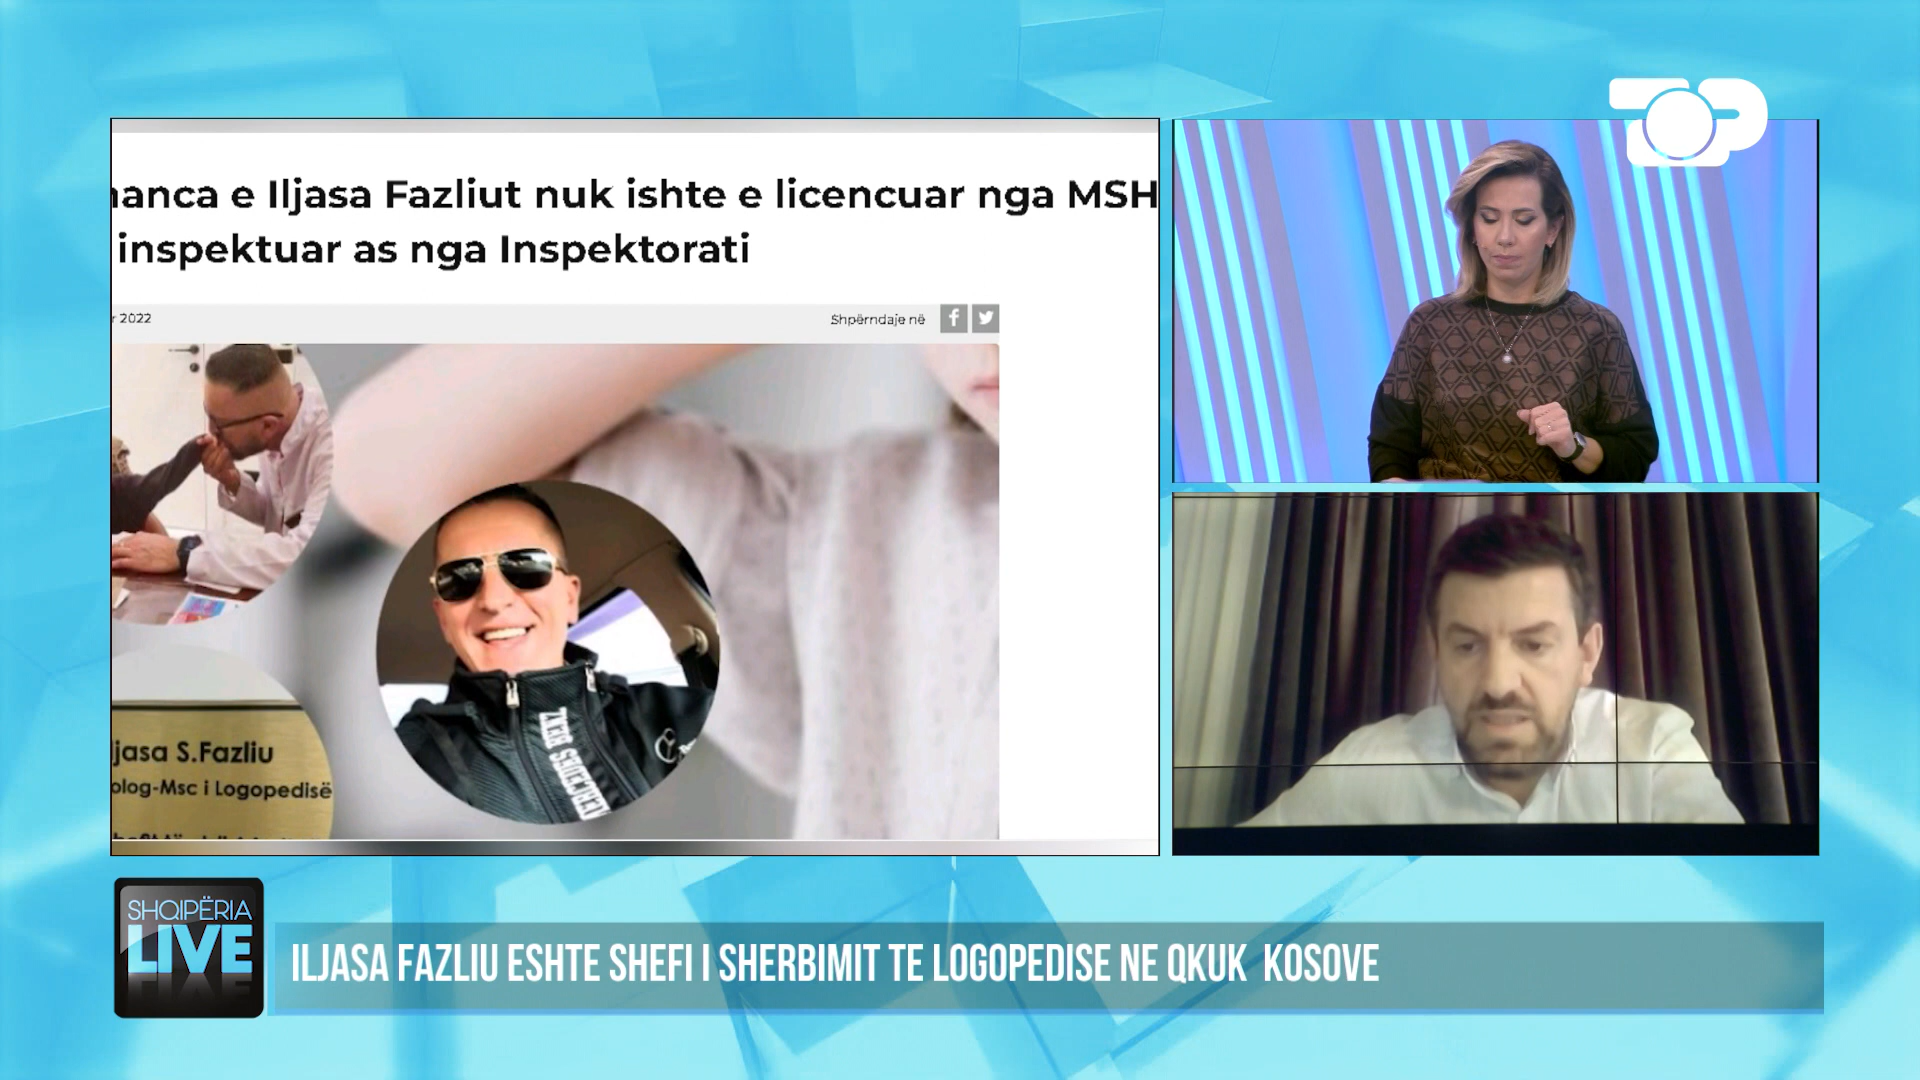 e Iljasa Fazliut nuk ishte e licencuar nga MSH
inspektuar as nga Inspektorati
2022
Shpërndaje në
jasa S.Fazliu
olog-Msc i Logopedisë
TOP
SHQIPËRIA
LIVE
ILJASA FAZLIU ESHTE SHEFI I SHERBIMIT TE LOGOPEDISE NE QKUK KOSOVE